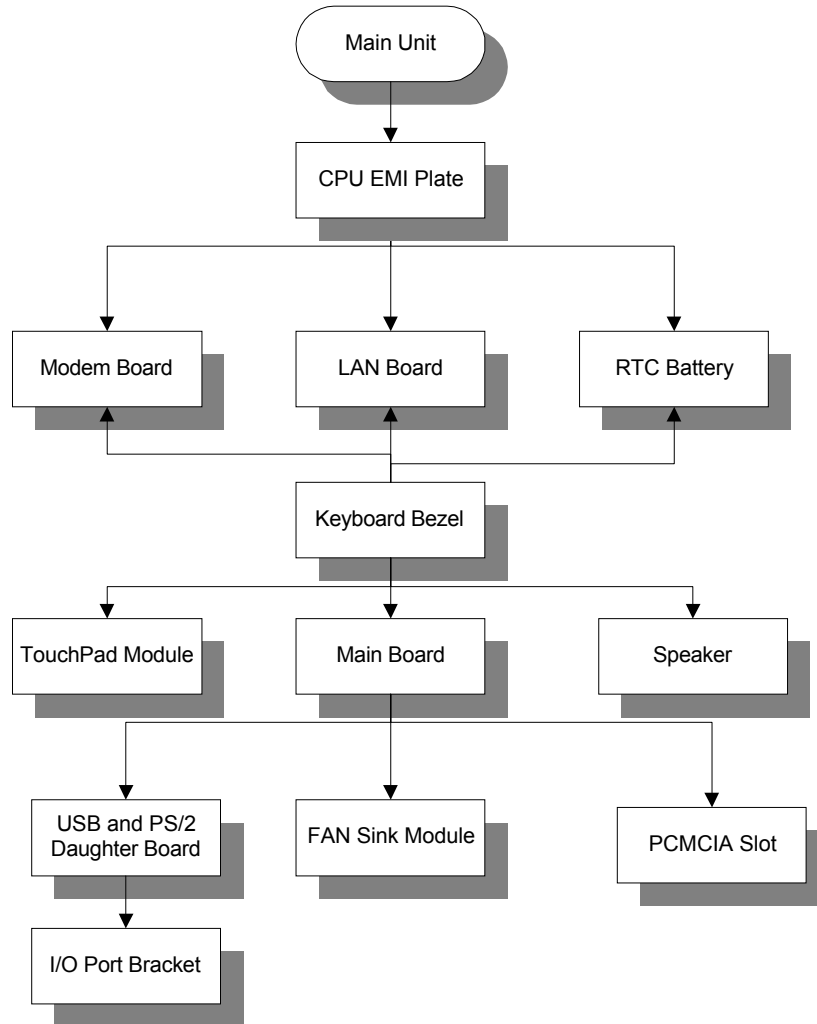 Main Unit
CPU EMI Plate
Modem Board
LAN Board
RTC Battery
Keyboard Bezel
TouchPad Module
Main Board
Speaker
USB and PS/2
Daughter Board
FAN Sink Module
PCMCIA Slot
I/O Port Bracket